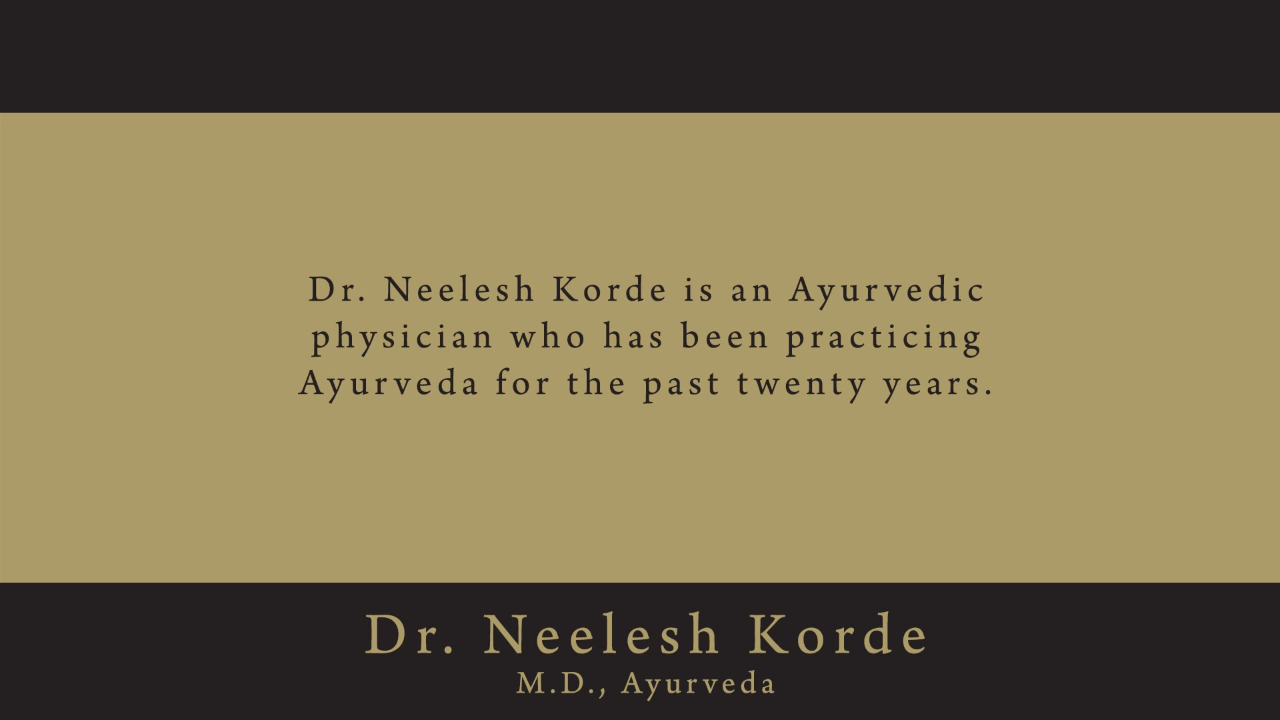 Dr. Neelesh Korde is an Ayurvedic
physician who has been practicing
Ayurveda for the past twenty years.
Dr. Neelesh Korde
M.D., Ayurveda